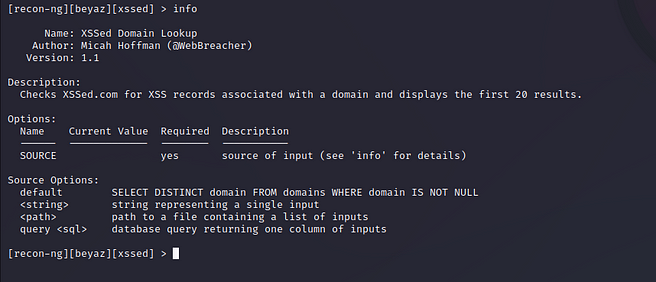 [recon-ng][beyaz][xssed] > info
Name: XSSed Domain Lookup
Author: Micah Hoffman (@WebBreacher)
Version: 1.1
Description:
Checks XSSed.com for XSS records associated with a domain and displays the first 20 results.
Options:
Name Current Value Required Description
SOURCE yes source of input (see 'info' for details)
Source Options:
default SELECT DISTINCT domain FROM domains WHERE domain IS NOT NULL
<string> string representing a single input
<path> path to a file containing a list of inputs
query <sql> database query returning one column of inputs
[recon-ng][beyaz][xssed] >